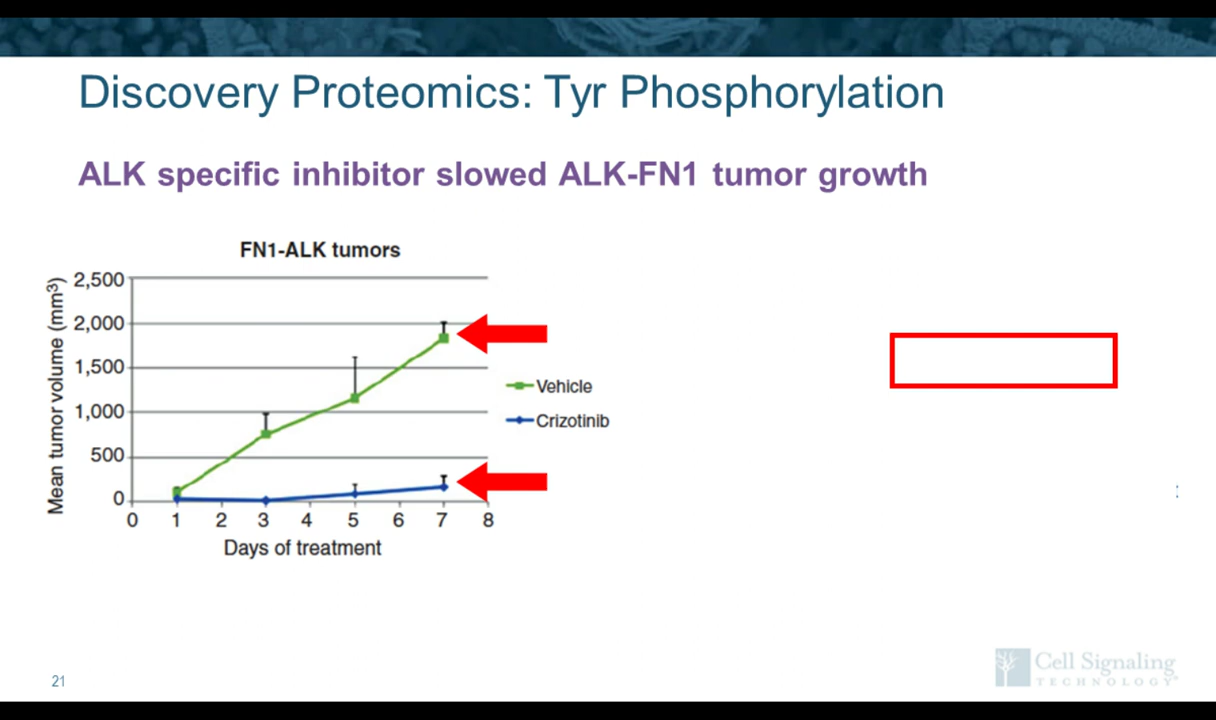 Discovery Proteomics: Tyr Phosphorylation
ALK specific inhibitor slowed ALK-FN1 tumor growth
FN1-ALK tumors
Mean tumor volume (mm³)
2,500
2,000
1,500
1,000
500
0
0 1 2 3 4 5 6 7 8
Days of treatment
Vehicle
Crizotinib
:
21
Cell Signaling
TECHNOLOGY®